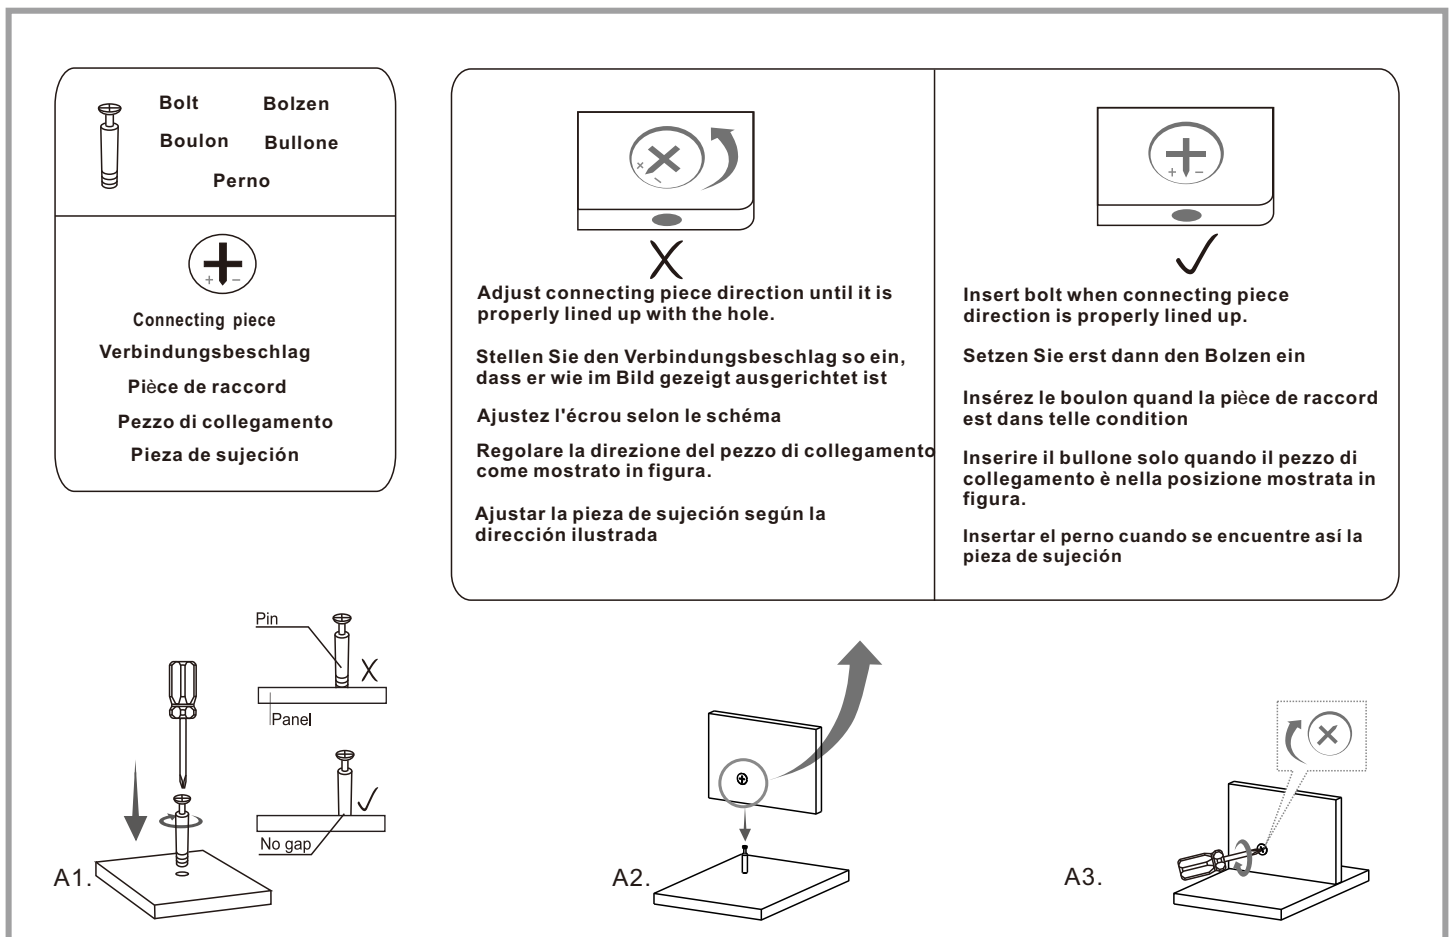 Bolt Bolzen
Boulon Bullone
Perno
Connecting piece
Verbindungsbeschlag
Pièce de raccord
Pezzo di collegamento
Pieza de sujeción
Adjust connecting piece direction until it is
properly lined up with the hole.
Stellen Sie den Verbindungsbeschlag so ein,
dass er wie im Bild gezeigt ausgerichtet ist
Ajustez l'écrou selon le schéma
Regolare la direzione del pezzo di collegamento
come mostrato in figura.
Ajustar la pieza de sujeción según la
dirección ilustrada
Insert bolt when connecting piece
direction is properly lined up.
Setzen Sie erst dann den Bolzen ein
Insérez le boulon quand la pièce de raccord
est dans telle condition
Inserire il bullone solo quando il pezzo di
collegamento è nella posizione mostrata in
figura.
Insertar el perno cuando se encuentre así la
pieza de sujeción
Pin
Panel
No gap
A1.
A2.
A3.